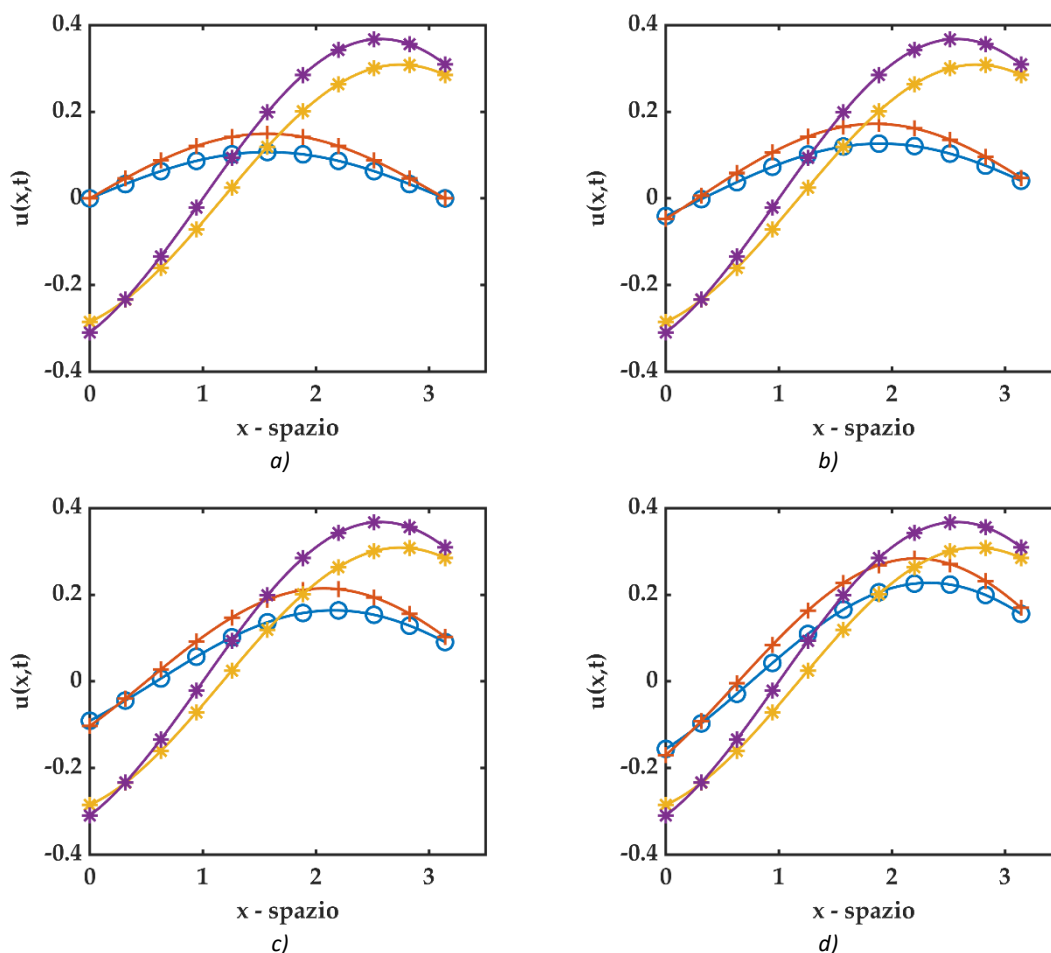 0.4
0.2
0
-0.2
-0.4
u(x,t)
0 1 2 3
x - spazio
a)
0.4
0.2
0
-0.2
-0.4
u(x,t)
0 1 2 3
x - spazio
b)
0.4
0.2
0
-0.2
-0.4
u(x,t)
0 1 2 3
x - spazio
c)
0.4
0.2
0
-0.2
-0.4
u(x,t)
0 1 2 3
x - spazio
d)